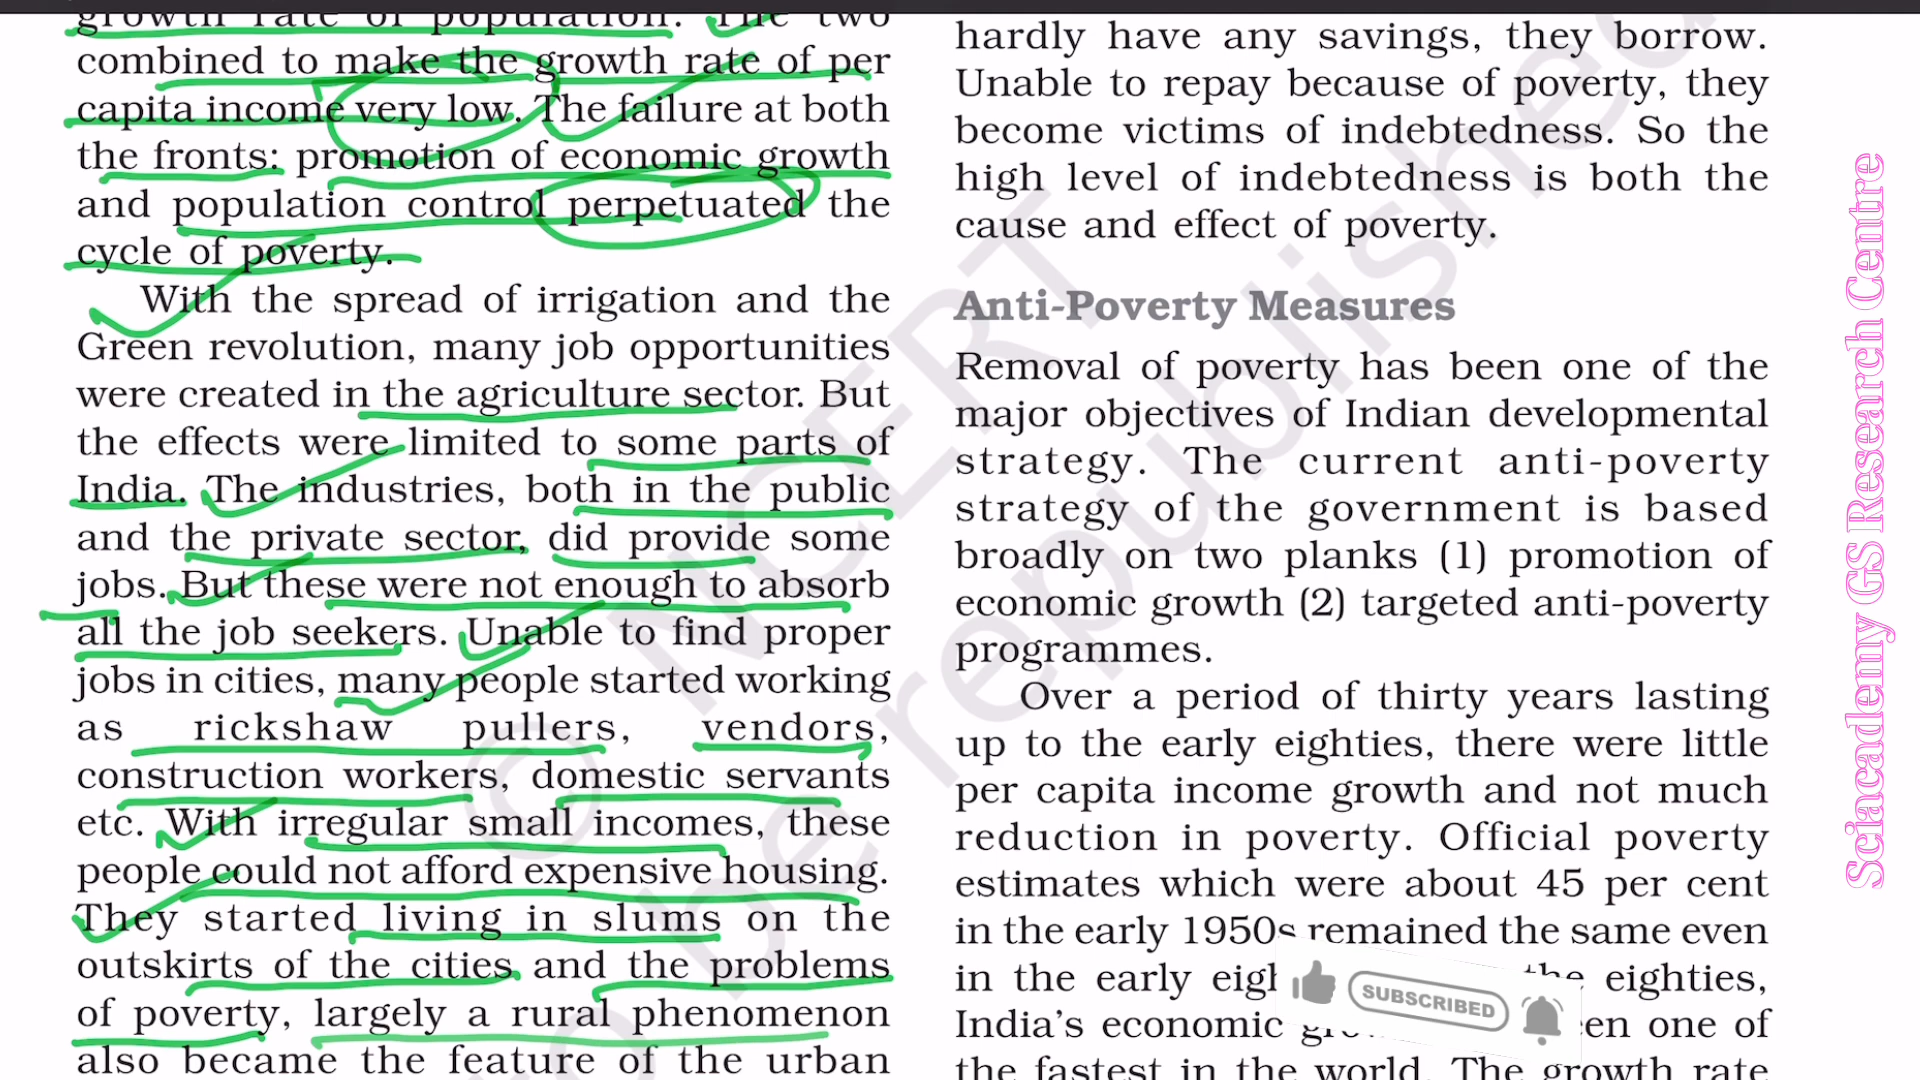 growth rate of population. The two
combined to make the growth rate of per
capita income very low. The failure at both
the fronts: promotion of economic growth
and population control perpetuated the
cycle of poverty.
With the spread of irrigation and the
Green revolution, many job opportunities
were created in the agriculture sector. But
the effects were limited to some parts of
India. The industries, both in the public
and the private sector, did provide some
jobs. But these were not enough to absorb
all the job seekers. Unable to find proper
jobs in cities, many people started working
as rickshaw pullers, vendors,
construction workers, domestic servants
etc. With irregular small incomes, these
people could not afford expensive housing.
They started living in slums on the
outskirts of the cities and the problems
of poverty, largely a rural phenomenon
also became the feature of the urban
hardly have any savings, they borrow.
Unable to repay because of poverty, they
become victims of indebtedness. So the
high level of indebtedness is both the
cause and effect of poverty.
Anti-Poverty Measures
Removal of poverty has been one of the
major objectives of Indian developmental
strategy. The current anti-poverty
strategy of the government is based
broadly on two planks (1) promotion of
economic growth (2) targeted anti-poverty
programmes.
Over a period of thirty years lasting
up to the early eighties, there were little
per capita income growth and not much
reduction in poverty. Official poverty
estimates which were about 45 per cent
in the early 1950s remained the same even
in the early the eighties,
India's economic one of
the fastest in the world. The growth rate
SUBSCRIBED
© NCERT
be republished
Sciacademy GS Research Centre